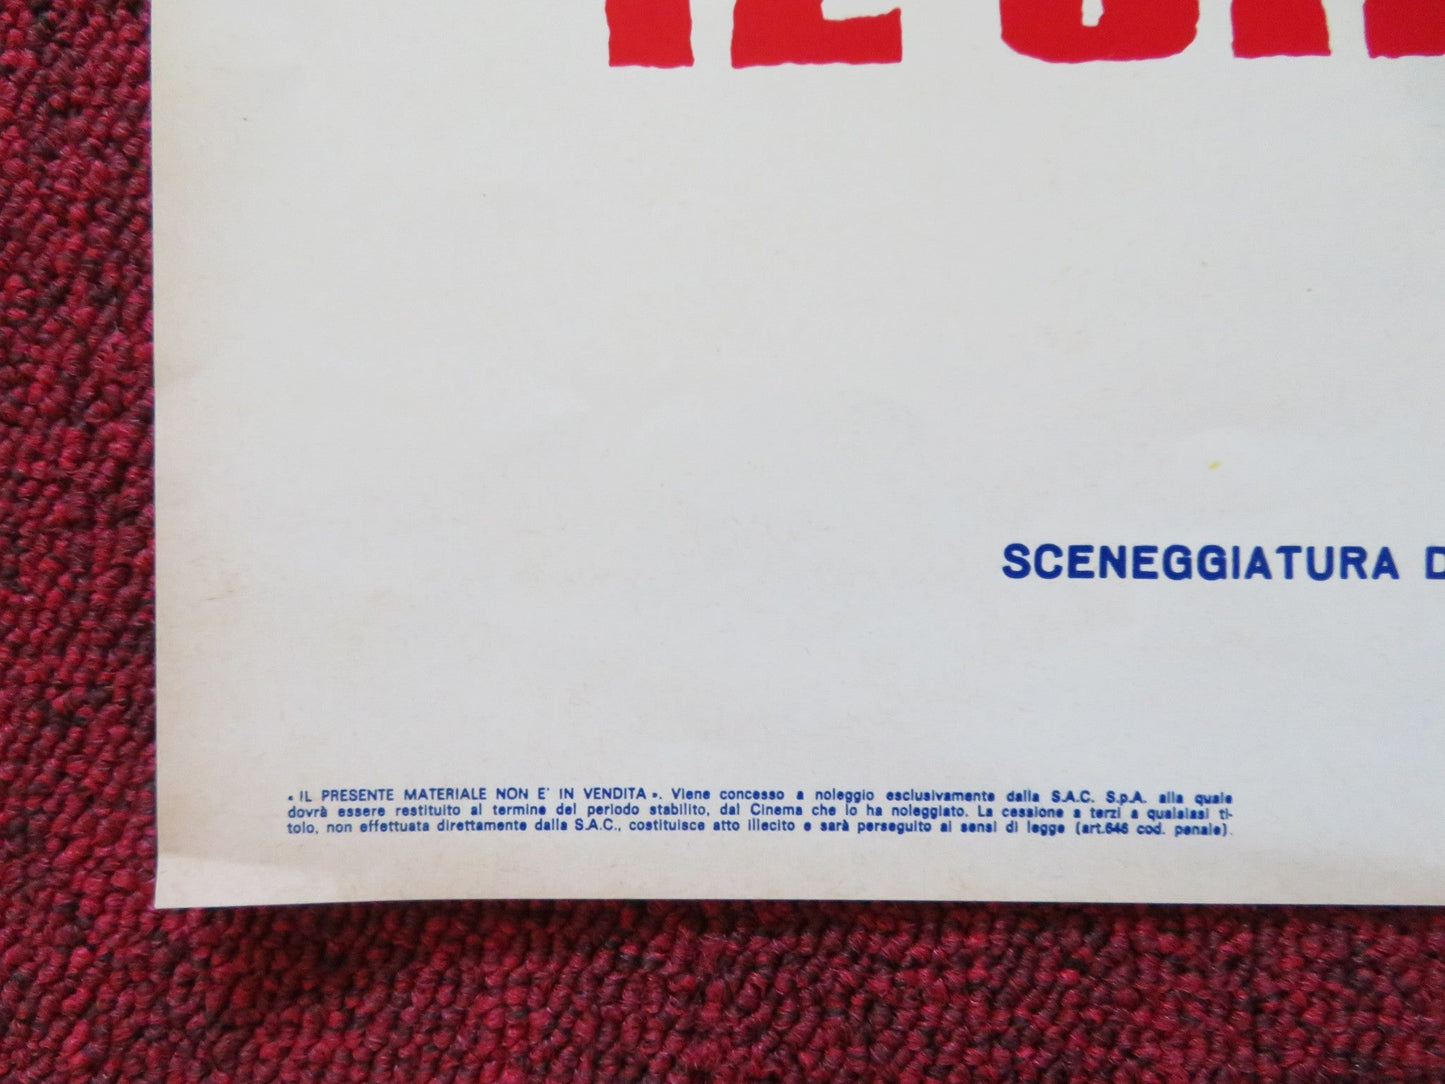 IL
SCENEGGIATURA D
« IL PRESENTE MATERIALE NON E' IN VENDITA ». Viene concesso a noleggio esclusivamente dalla S.A.C. S.p.A. alla quale
dovrà essere restituito al termine del periodo stabilito, dal Cinema che lo ha noleggiato. La cessione a terzi a qualsiasi ti-
tolo, non effettuata direttamente dalla S.A.C., costituisce atto illecito e sarà perseguito ai sensi di legge (art.646 cod. penale).